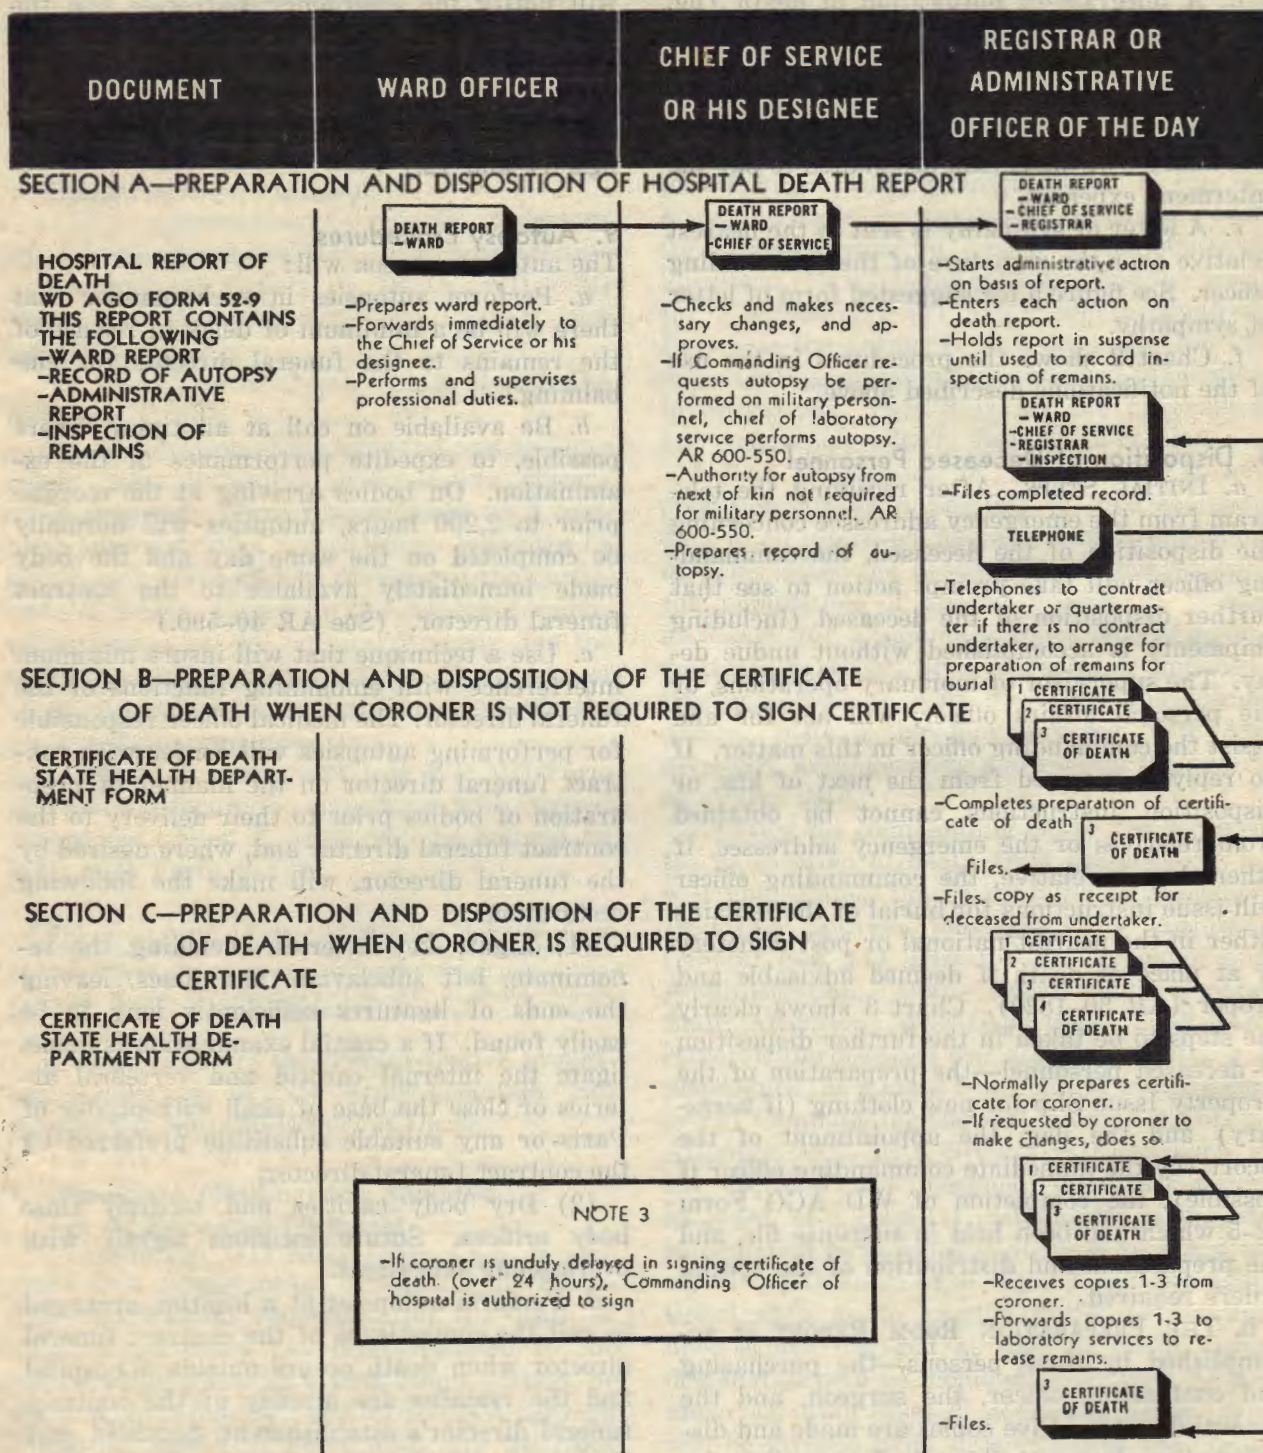 DOCUMENT
WARD OFFICER
CHIEF OF SERVICE
OR HIS DESIGNEE
REGISTRAR OR
ADMINISTRATIVE
OFFICER OF THE DAY
SECTION A—PREPARATION AND DISPOSITION OF HOSPITAL DEATH REPORT
HOSPITAL REPORT OF
DEATH
WD AGO FORM 52-9
THIS REPORT CONTAINS
THE FOLLOWING
-WARD REPORT
-RECORD OF AUTOPSY
-ADMINISTRATIVE
REPORT
-INSPECTION OF
REMAINS
DEATH REPORT
-WARD
-Prepares ward report.
-Forwards immediately to
the Chief of Service or his
designee.
-Performs and supervises
professional duties.
DEATH REPORT
-WARD
-CHIEF OF SERVICE
-Checks and makes neces-
sary changes, and ap-
proves.
-If Commanding Officer re-
quests autopsy be per-
formed on military person-
nel, chief of laboratory
service performs autopsy.
AR 600-550.
-Authority for autopsy from
next of kin not required
for military personnel. AR
600-550.
-Prepares record of au-
topsy.
DEATH REPORT
-WARD
-CHIEF OF SERVICE
-REGISTRAR
-Starts administrative action
on basis of report.
-Enters each action on
death report.
-Holds report in suspense
until used to record in-
spection of remains.
DEATH REPORT
-WARD
-CHIEF OF SERVICE
-REGISTRAR
-INSPECTION
-Files completed record.
TELEPHONE
-Telephones to contract
undertaker or quartermas-
ter if there is no contract
undertaker, to arrange for
preparation of remains for
burial
SECTION B—PREPARATION AND DISPOSITION OF THE CERTIFICATE
OF DEATH WHEN CORONER IS NOT REQUIRED TO SIGN CERTIFICATE
CERTIFICATE OF DEATH
STATE HEALTH DEPART-
MENT FORM
1 CERTIFICATE
2 CERTIFICATE
3 CERTIFICATE
OF DEATH
-Completes preparation of certifi-
cate of death
3 CERTIFICATE
OF DEATH
Files.
-Files copy as receipt for
deceased from undertaker.
SECTION C—PREPARATION AND DISPOSITION OF THE CERTIFICATE
OF DEATH WHEN CORONER IS REQUIRED TO SIGN
CERTIFICATE
CERTIFICATE OF DEATH
STATE HEALTH DE-
PARTMENT FORM
1 CERTIFICATE
2 CERTIFICATE
3 CERTIFICATE
4 CERTIFICATE
OF DEATH
-Normally prepares certifi-
cate for coroner.
-If requested by coroner to
make changes, does so.
1 CERTIFICATE
2 CERTIFICATE
3 CERTIFICATE
OF DEATH
-Receives copies 1-3 from
coroner.
-Forwards copies 1-3 to
laboratory services to re-
lease remains.
3 CERTIFICATE
OF DEATH
-Files.
NOTE 3
-If coroner is unduly delayed in signing certificate of
death (over 24 hours), Commanding Officer of
hospital is authorized to sign